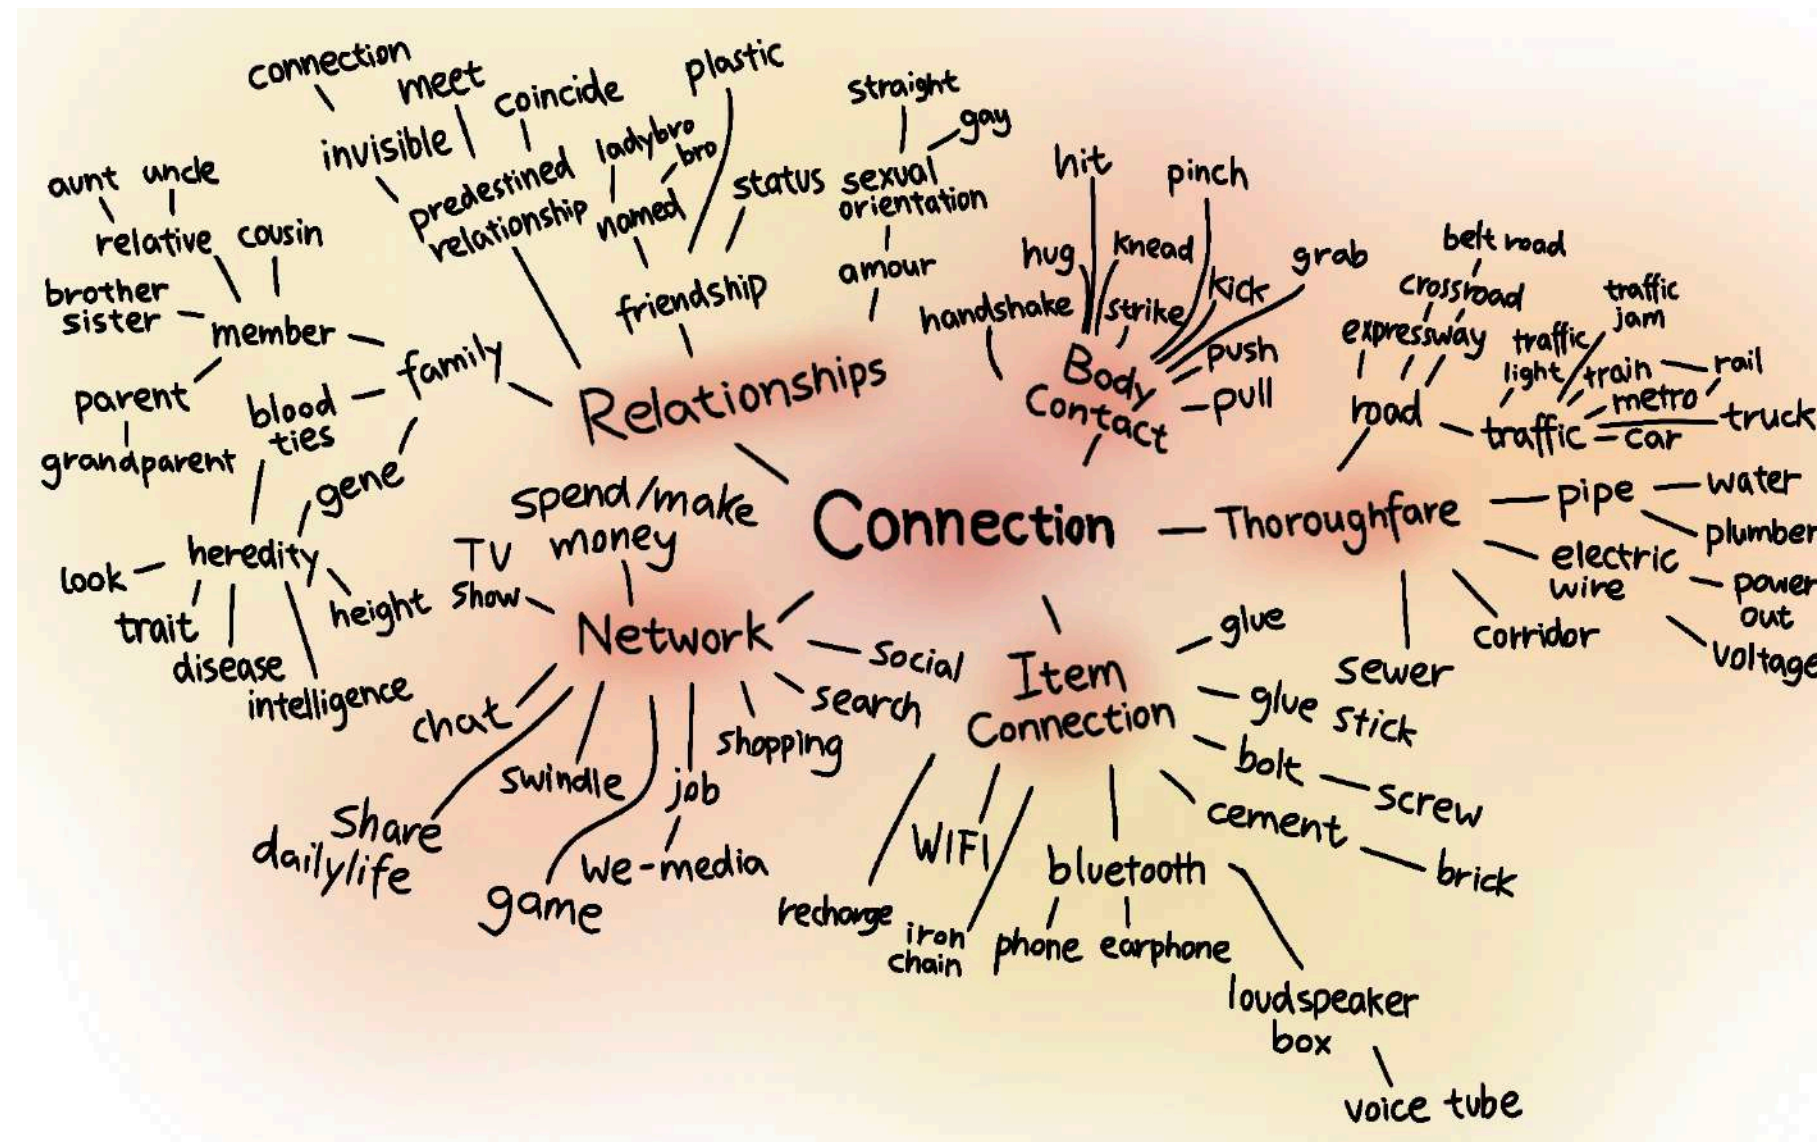 connection
meet
coincide
plastic
straight
gay
invisible
ladybro
bro
predestined
relationship
named
status
sexual
orientation
amour
friendship
aunt
uncle
relative
cousin
brother
sister
member
parent
grandparent
family
blood
ties
gene
heredity
look
trait
disease
intelligence
height
Relationships
hit
pinch
hug
knead
grab
handshake
strike
kick
push
pull
Body
Contact
belt road
crossroad
expressway
traffic
jam
traffic
light
train
rail
metro
road
traffic
car
truck
Connection
Thoroughfare
pipe
water
plumber
electric
wire
power
out
voltage
corridor
sewer
spend/make
money
TV
Show
Network
Social
search
shopping
chat
swindle
job
we-media
Share
dailylife
game
Item
Connection
glue
glue stick
bolt
screw
cement
brick
recharge
WIFI
iron
chain
bluetooth
phone
earphone
loudspeaker
box
voice tube